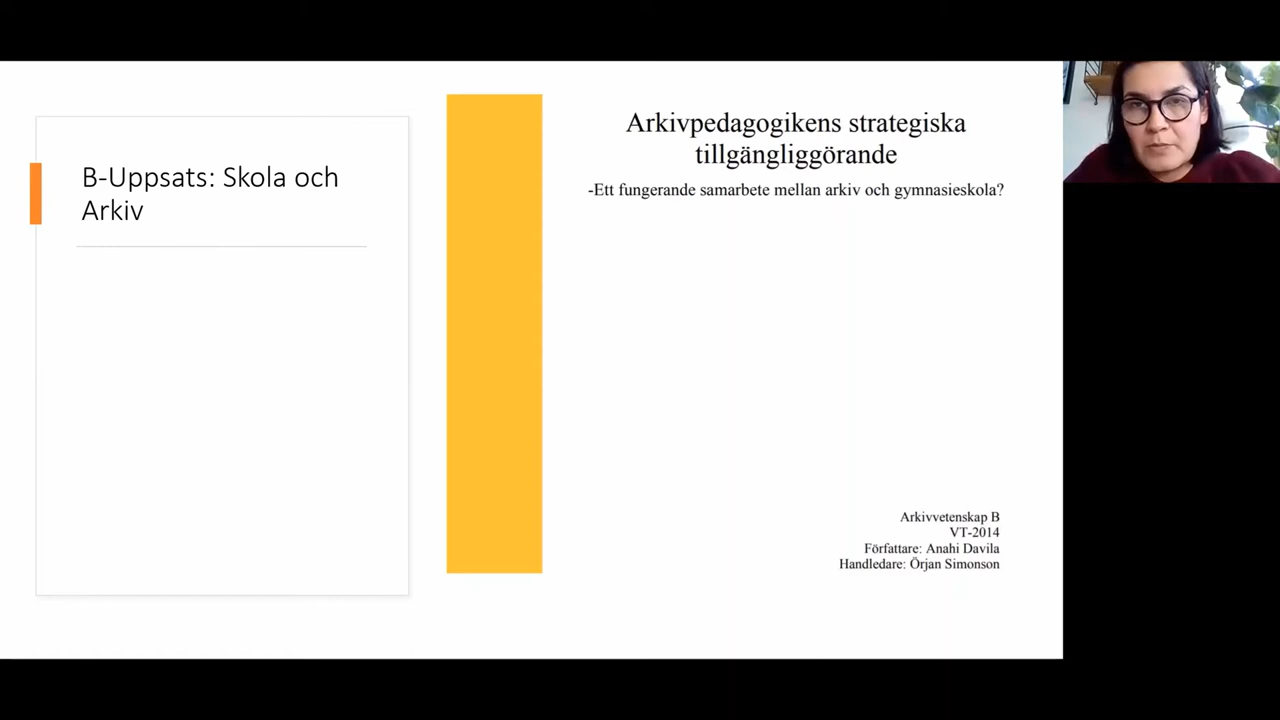 B-Uppsats: Skola och
Arkiv
Arkivpedagogikens strategiska
tillgängliggörande
-Ett fungerande samarbete mellan arkiv och gymnasieskola?
Arkivvetenskap B
VT-2014
Författare: Anahi Davila
Handledare: Örjan Simonson